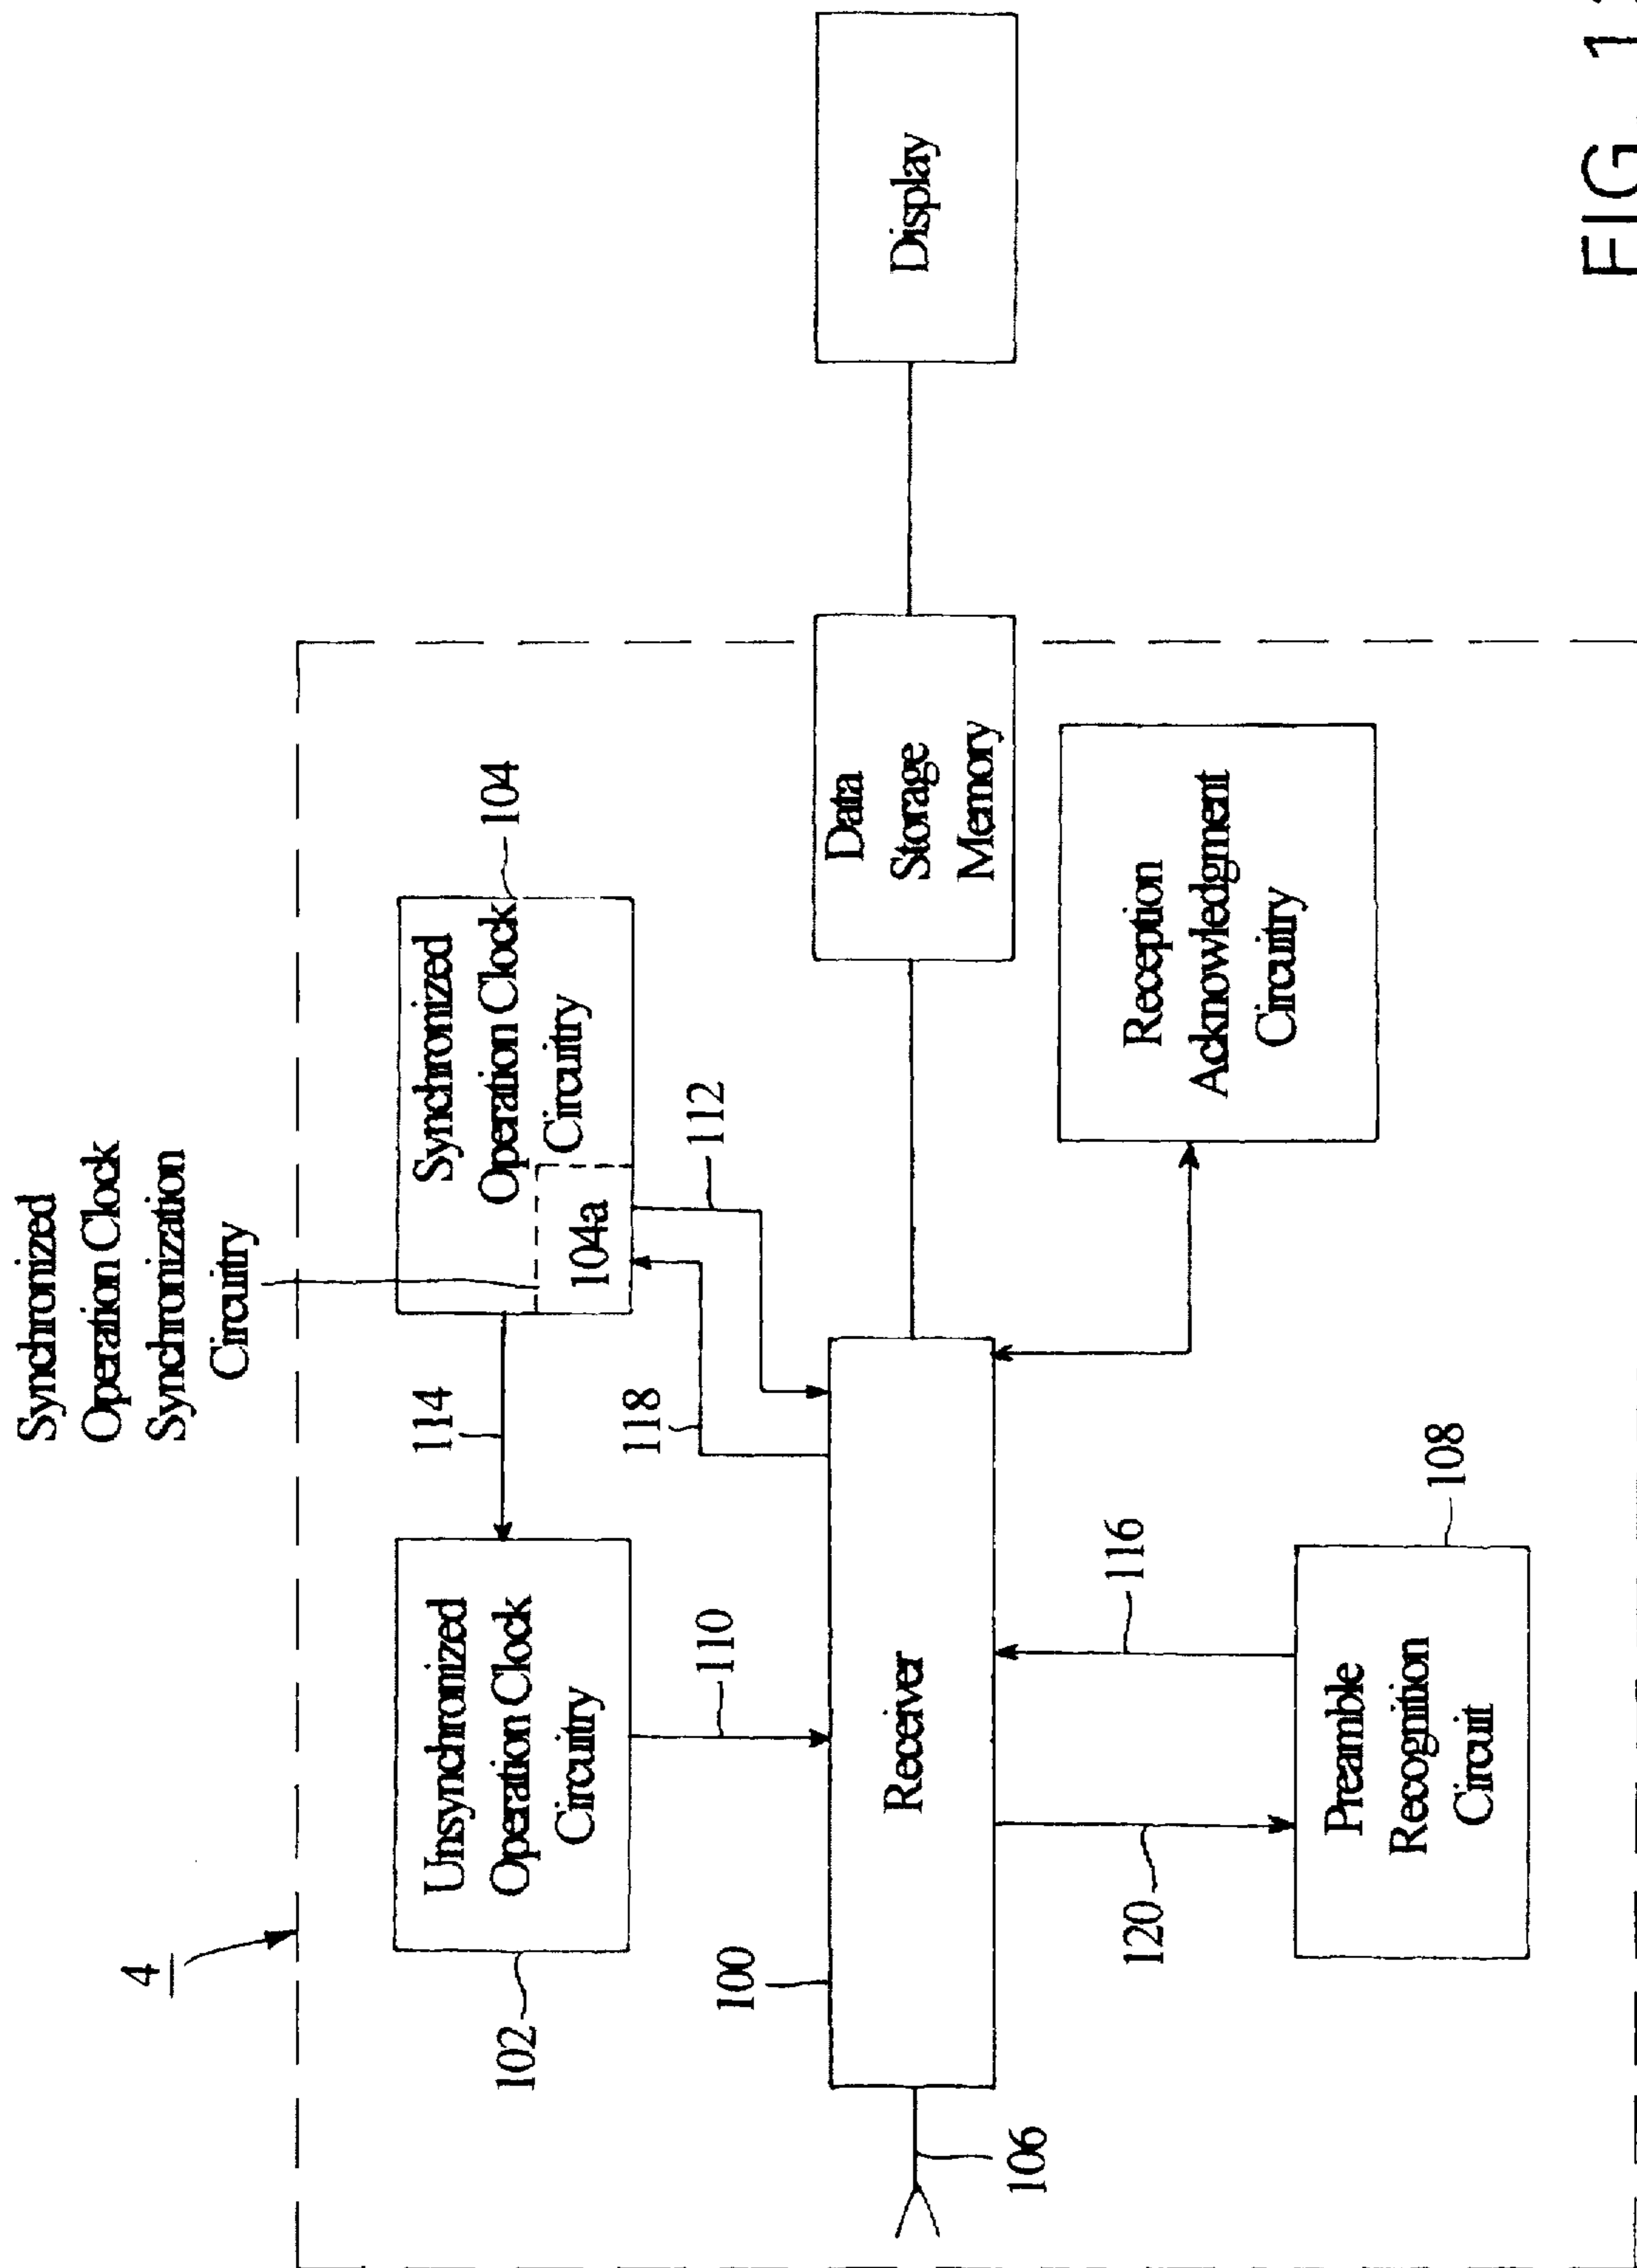 Synchronized
Operation Clock
Synchronization
Circuitry
4
102
Unsynchronized
Operation Clock
Circuitry
114
Synchronized
Operation Clock
Circuitry
104a
104
110
118
112
100
106
Receiver
Data
Storage
Memory
Display
120
116
Preamble
Recognition
Circuit
108
Reception
Acknowledgment
Circuitry
FIG.